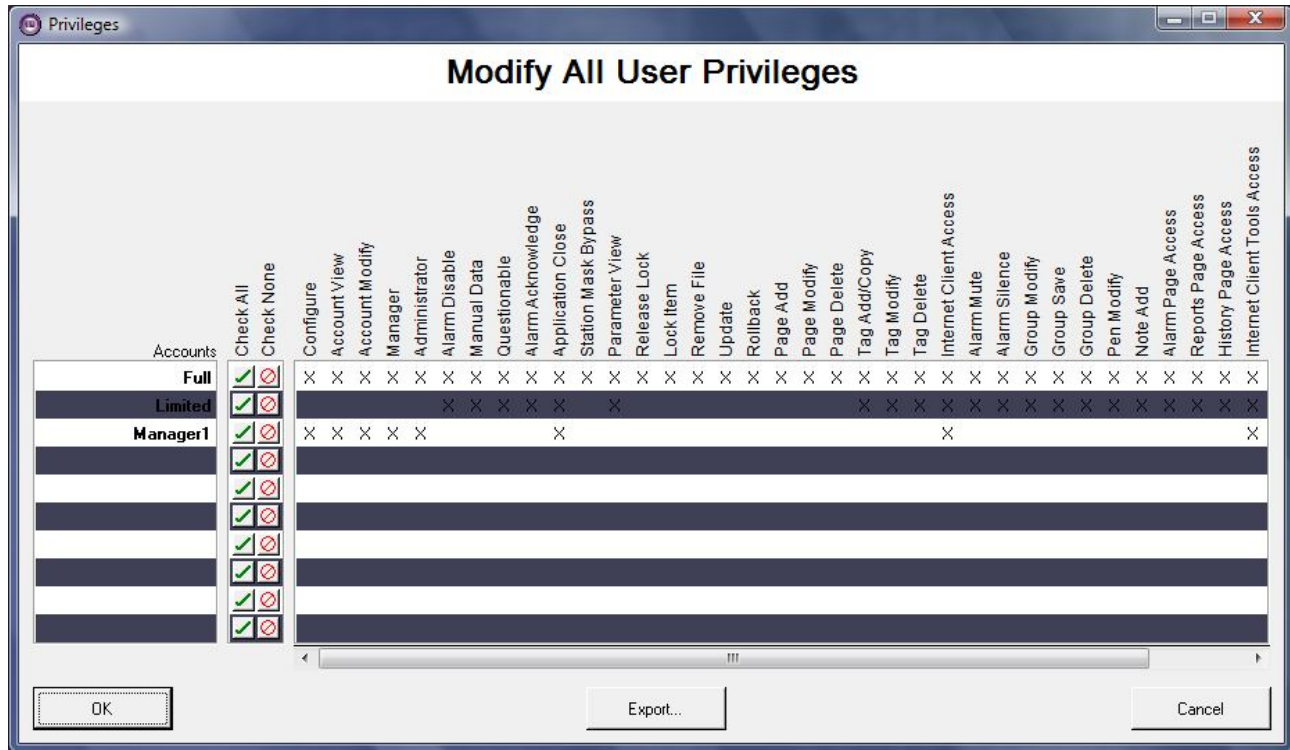 Privileges
Modify All User Privileges
Accounts
Check All
Check None
Configure
Account View
Account Modify
Manager
Administrator
Alarm Disable
Manual Data
Questionable
Alarm Acknowledge
Application Close
Station Mask Bypass
Parameter View
Release Lock
Lock Item
Remove File
Update
Rollback
Page Add
Page Modify
Page Delete
Tag Add/Copy
Tag Modify
Tag Delete
Internet Client Access
Alarm Mute
Alarm Silence
Group Modify
Group Save
Group Delete
Pen Modify
Note Add
Alarm Page Access
Reports Page Access
History Page Access
Internet Client Tools Access
Full X X X X X X X X X X X X X X X X X X X X X X X X X X X X X X X X X X X
Limited X X X X X X X X X X X X X X X X X X X X X
Manager1 X X X X X X X X
OK
Export...
Cancel